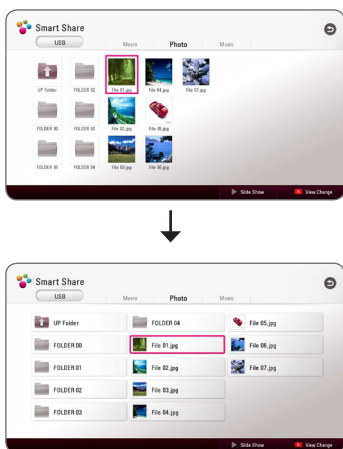 Smart Share
USB Movie Photo Music
UP Folder FOLDER 02 File 01.jpg File 04.jpg File 07.jpg
FOLDER 00 FOLDER 03 File 02.jpg File 05.jpg
FOLDER 01 FOLDER 04 File 03.jpg File 06.jpg
Slide Show R View Change
Smart Share
USB Movie Photo Music
UP Folder FOLDER 04 File 05.jpg
FOLDER 00 File 01.jpg File 06.jpg
FOLDER 01 File 02.jpg File 07.jpg
FOLDER 02 File 03.jpg
FOLDER 03 File 04.jpg
Slide Show R View Change